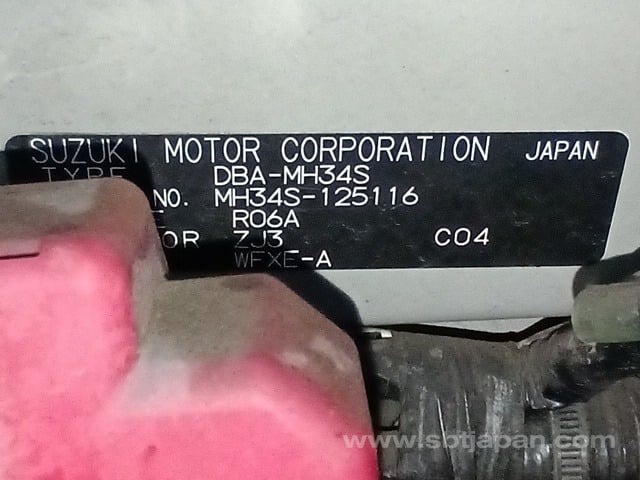 SUZUKI MOTOR CORPORATION JAPAN
TYPE DBA-MH34S
NO. MH34S-125116
R06A
OR ZJ3 C04
WFXE-A
www.sbtjapan.com